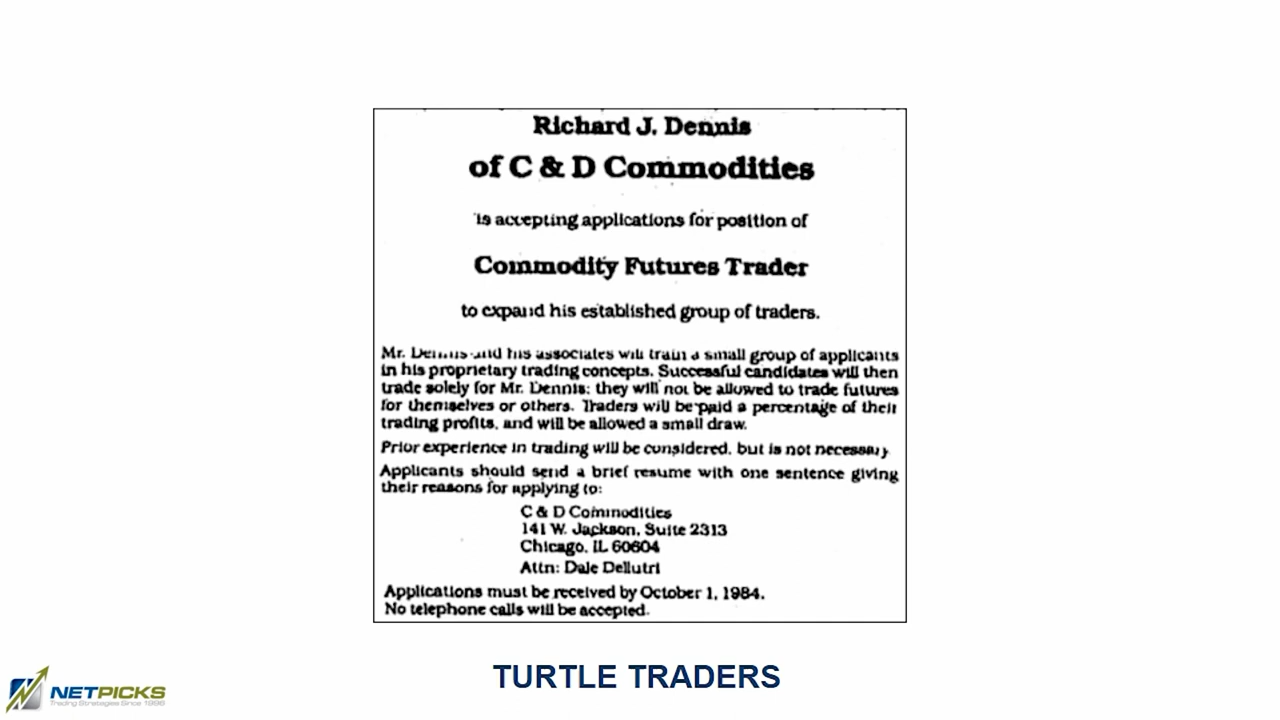 Richard J. Dennis
of C & D Commodities
is accepting applications for position of
Commodity Futures Trader
to expand his established group of traders.
Mr. Dennis and his associates will train a small group of applicants
in his proprietary trading concepts. Successful candidates will then
trade solely for Mr. Dennis: they will not be allowed to trade futures
for themselves or others. Traders will be paid a percentage of their
trading profits, and will be allowed a small draw.
Prior experience in trading will be considered, but is not necessary
Applicants should send a brief resume with one sentence giving
their reasons for applying to:
C & D Commodities
141 W. Jackson, Suite 2313
Chicago, IL 60604
Attn: Dale Dellutri
Applications must be received by October 1, 1984.
No telephone calls will be accepted.
TURTLE TRADERS
NETPICKS
Trading Strategies Since 1996